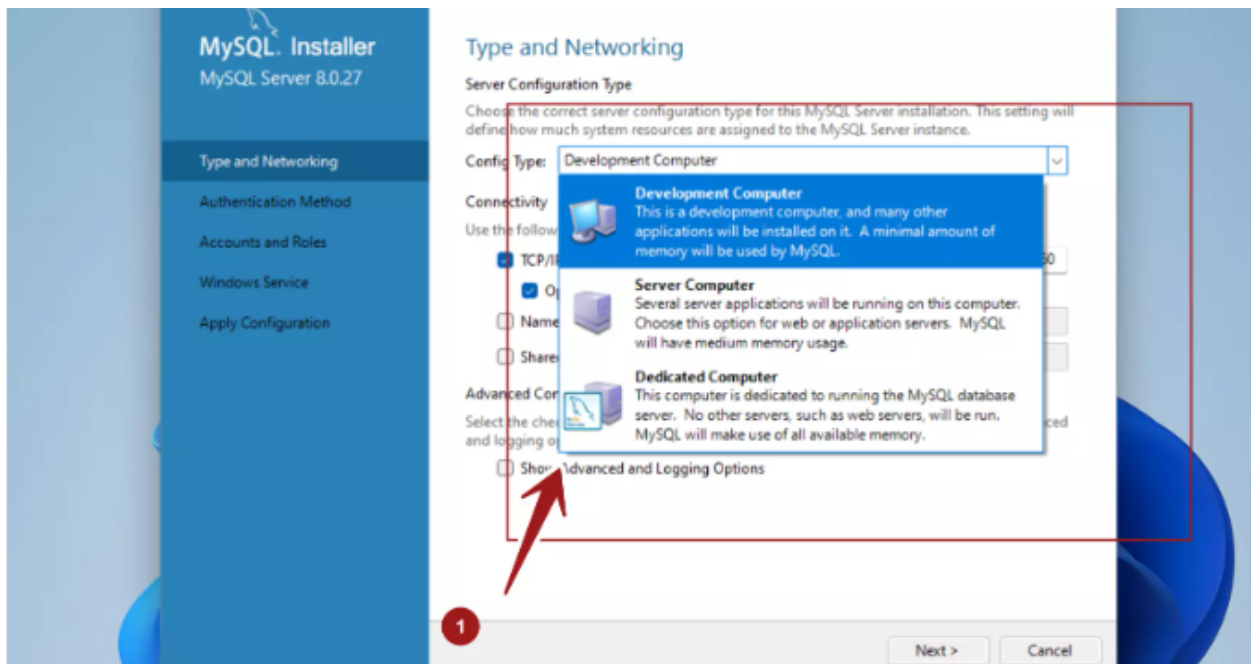 MySQL. Installer
MySQL Server 8.0.27
Type and Networking
Authentication Method
Accounts and Roles
Windows Service
Apply Configuration
Type and Networking
Server Configuration Type
Choose the correct server configuration type for this MySQL Server installation. This setting will
define how much system resources are assigned to the MySQL Server instance.
Config Type: Development Computer
Development Computer
This is a development computer, and many other
applications will be installed on it. A minimal amount of
memory will be used by MySQL.
Server Computer
Several server applications will be running on this computer.
Choose this option for web or application servers. MySQL
will have medium memory usage.
Dedicated Computer
This computer is dedicated to running the MySQL database
server. No other servers, such as web servers, will be run.
MySQL will make use of all available memory.
Connectivity
Use the follow
TCP/I
Op
Name
Share
Advanced Con
Select the che
and logging o
Show Advanced and Logging Options
1
Next >
Cancel